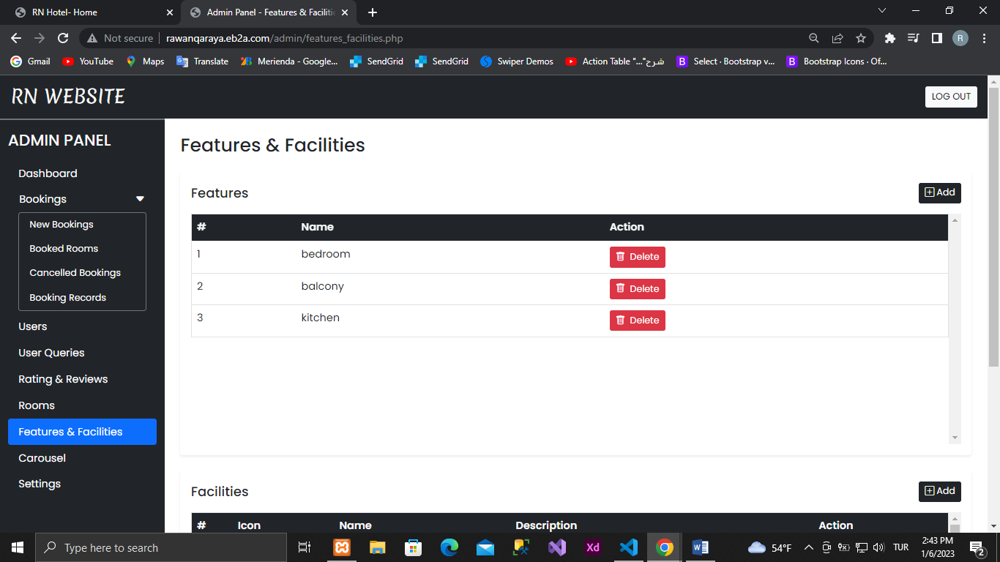 RN Hotel- Home
Admin Panel - Features & Faciliti
Not secure
rawanqaraya.eb2a.com/admin/features_facilities.php
R
Gmail
YouTube
Maps
Translate
Merienda - Google...
SendGrid
SendGrid
Swiper Demos
Action Table "...شرح"
Select · Bootstrap v...
Bootstrap Icons · Of...
RN WEBSITE
LOG OUT
ADMIN PANEL
Dashboard
Bookings
New Bookings
Booked Rooms
Cancelled Bookings
Booking Records
Users
User Queries
Rating & Reviews
Rooms
Features & Facilities
Carousel
Settings
Features & Facilities
Features
Add
# Name Action
1 bedroom Delete
2 balcony Delete
3 kitchen Delete
Facilities
Add
# Icon Name Description Action
Type here to search
Xd
54°F
TUR
2:43 PM
1/6/2023
2